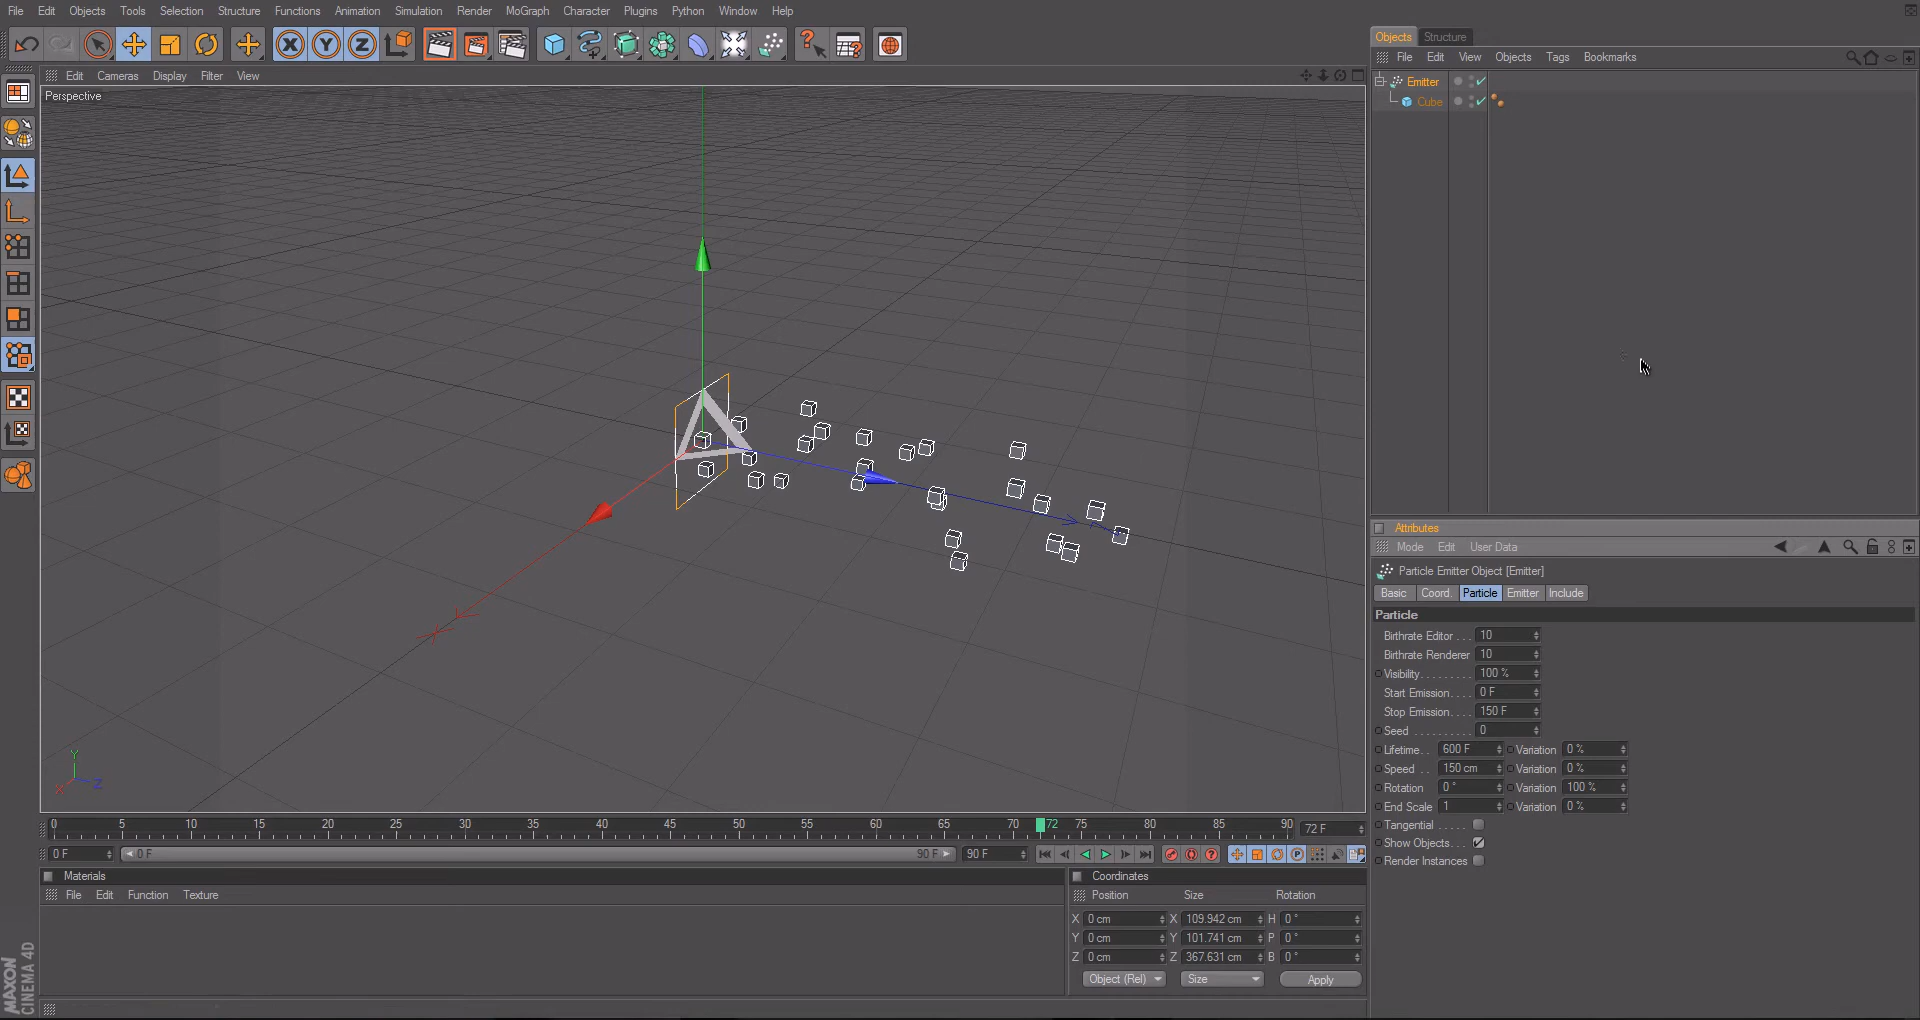 File Edit Objects Tools Selection Structure Functions Animation Simulation Render MoGraph Character Plugins Python Window Help
Objects Structure
File Edit View Objects Tags Bookmarks
Edit Cameras Display Filter View
Perspective
Emitter
Cube
Attributes
Mode Edit User Data
Particle Emitter Object [Emitter]
Basic Coord. Particle Emitter Include
Particle
Birthrate Editor . . . 10
Birthrate Renderer 10
Visibility. . . . . . . . . 100 %
Start Emission. . . . 0 F
Stop Emission. . . . 150 F
Seed . . . . . . . . . . 0
Lifetime. . 600 F Variation 0 %
Speed . . 150 cm Variation 0 %
Rotation 0 ° Variation 100 %
End Scale 1 Variation 0 %
Tangential . . . . .
Show Objects. . .
Render Instances
Y
X Z
0 5 10 15 20 25 30 35 40 45 50 55 60 65 70 72 75 80 85 90 72 F
0 F 0 F 90 F 90 F
Materials
File Edit Function Texture
Coordinates
Position Size Rotation
X 0 cm X 109.942 cm H 0 °
Y 0 cm Y 101.741 cm P 0 °
Z 0 cm Z 367.631 cm B 0 °
Object (Rel) Size Apply
MAXON
CINEMA 4D